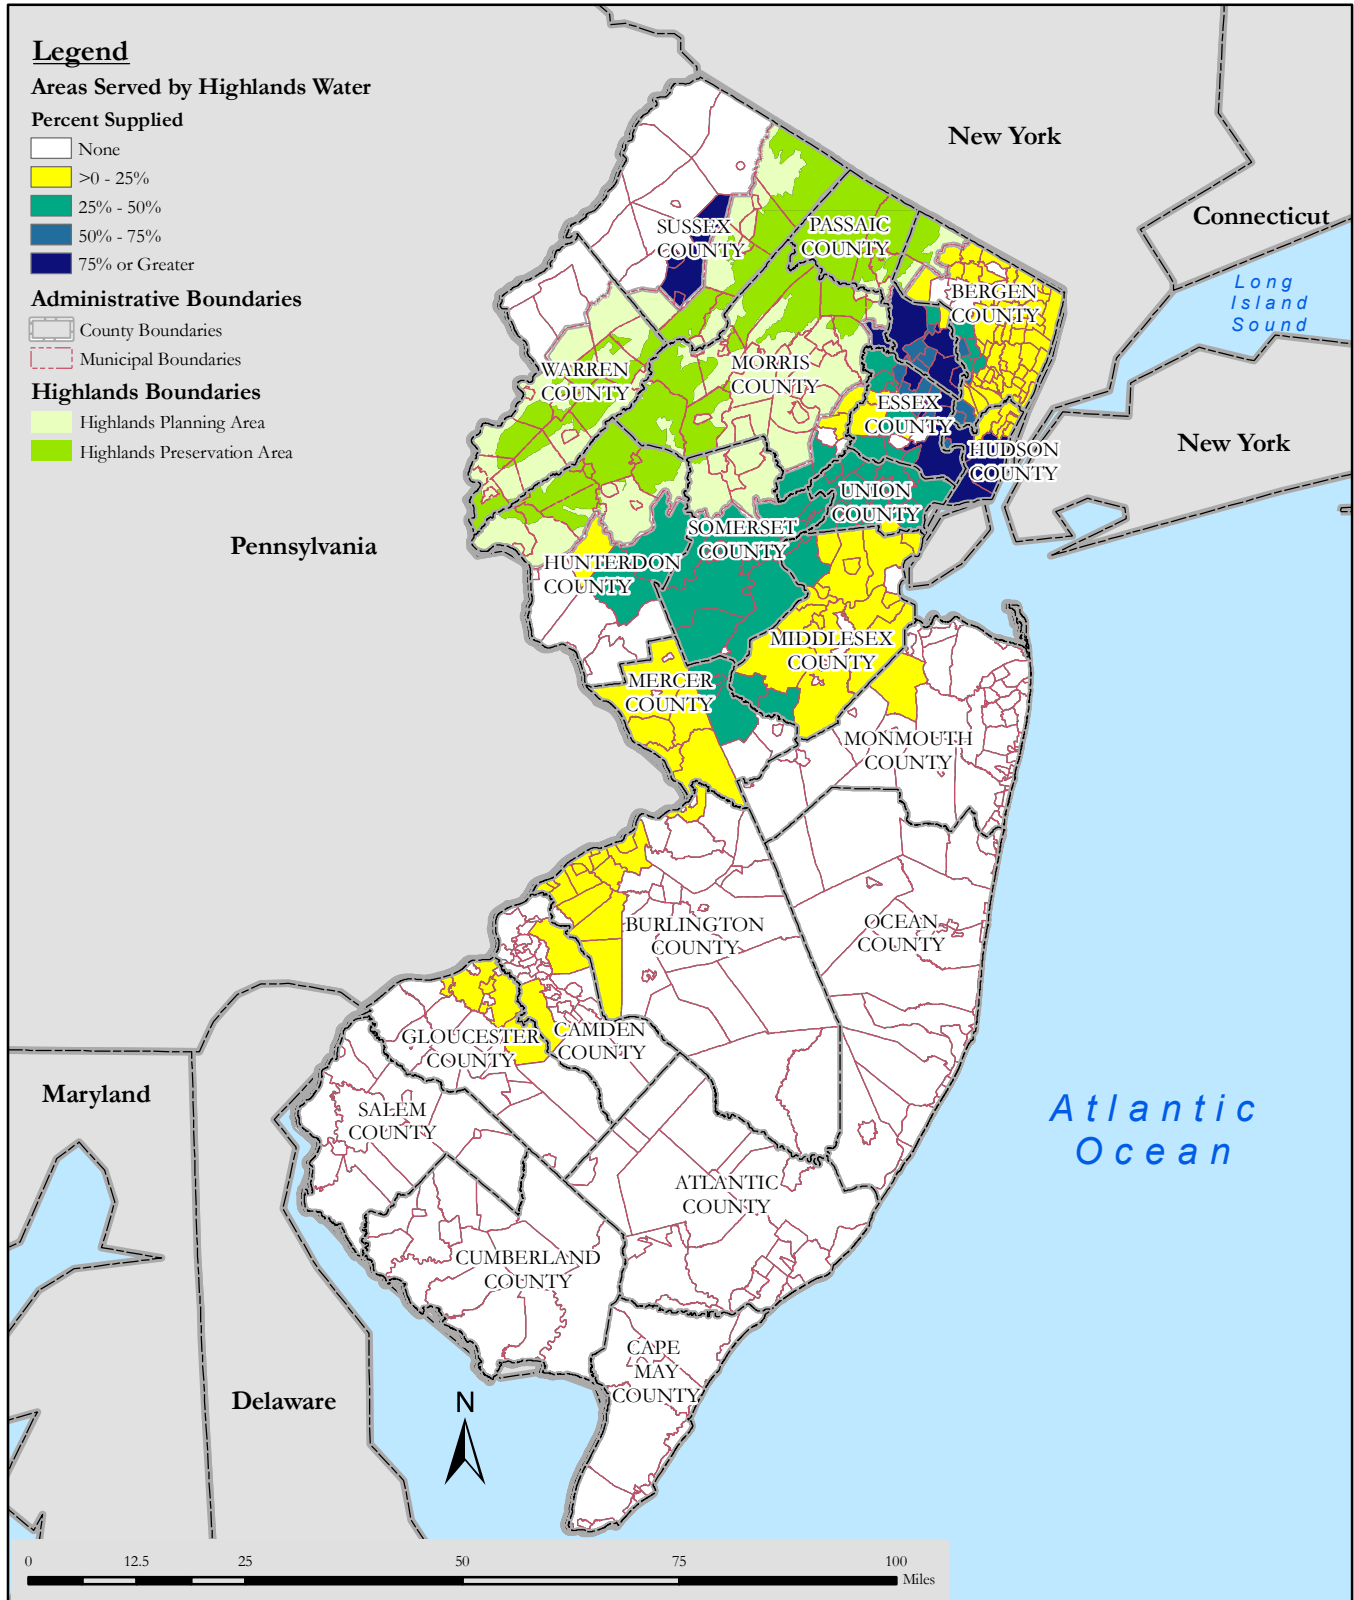 Legend
Areas Served by Highlands Water
Percent Supplied
None
>0 - 25%
25% - 50%
50% - 75%
75% or Greater
Administrative Boundaries
County Boundaries
Municipal Boundaries
Highlands Boundaries
Highlands Planning Area
Highlands Preservation Area
New York
Connecticut
Long
Island
Sound
New York
Pennsylvania
Maryland
Delaware
Atlantic
Ocean
SUSSEX
COUNTY
PASSAIC
COUNTY
BERGEN
COUNTY
WARREN
COUNTY
MORRIS
COUNTY
ESSEX
COUNTY
HUDSON
COUNTY
UNION
COUNTY
SOMERSET
COUNTY
HUNTERDON
COUNTY
MIDDLESEX
COUNTY
MERCER
COUNTY
MONMOUTH
COUNTY
BURLINGTON
COUNTY
OCEAN
COUNTY
CAMDEN
COUNTY
GLOUCESTER
COUNTY
SALEM
COUNTY
ATLANTIC
COUNTY
CUMBERLAND
COUNTY
CAPE
MAY
COUNTY
N
0 12.5 25 50 75 100
Miles